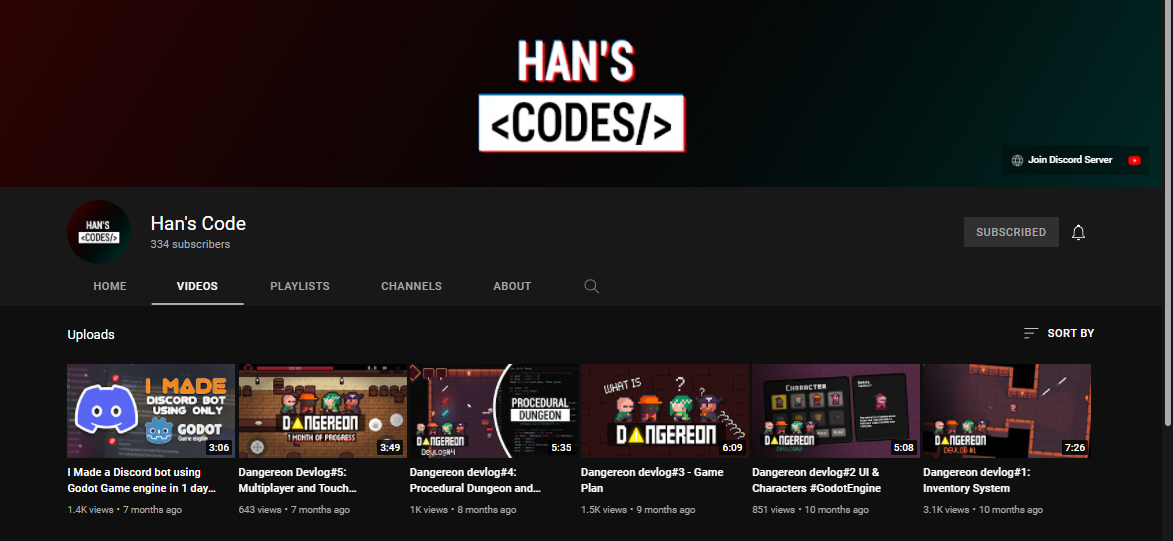 HAN'S
<CODES/>
Join Discord Server
HAN'S
<CODES/>
Han's Code
334 subscribers
SUBSCRIBED
HOME VIDEOS PLAYLISTS CHANNELS ABOUT
Uploads
SORT BY
I MADE
DISCORD BOT
USING ONLY
GODOT
Game engine
3:06
I Made a Discord bot using
Godot Game engine in 1 day...
1.4K views • 7 months ago
DANGEREON
1 MONTH OF PROGRESS
3:49
Dangereon Devlog#5:
Multiplayer and Touch...
643 views • 7 months ago
PROCEDURAL
DUNGEON
DANGEREON
Devlog#4
5:35
Dangereon devlog#4:
Procedural Dungeon and...
1K views • 8 months ago
WHAT IS
? ? ?
DANGEREON
6:09
Dangereon devlog#3 - Game
Plan
1.5K views • 9 months ago
CHARACTER
DANGEREON
DEVLOG#2
5:08
Dangereon devlog#2 UI &
Characters #GodotEngine
851 views • 10 months ago
DANGEREON
DEVLOG #1
7:26
Dangereon devlog#1:
Inventory System
3.1K views • 10 months ago